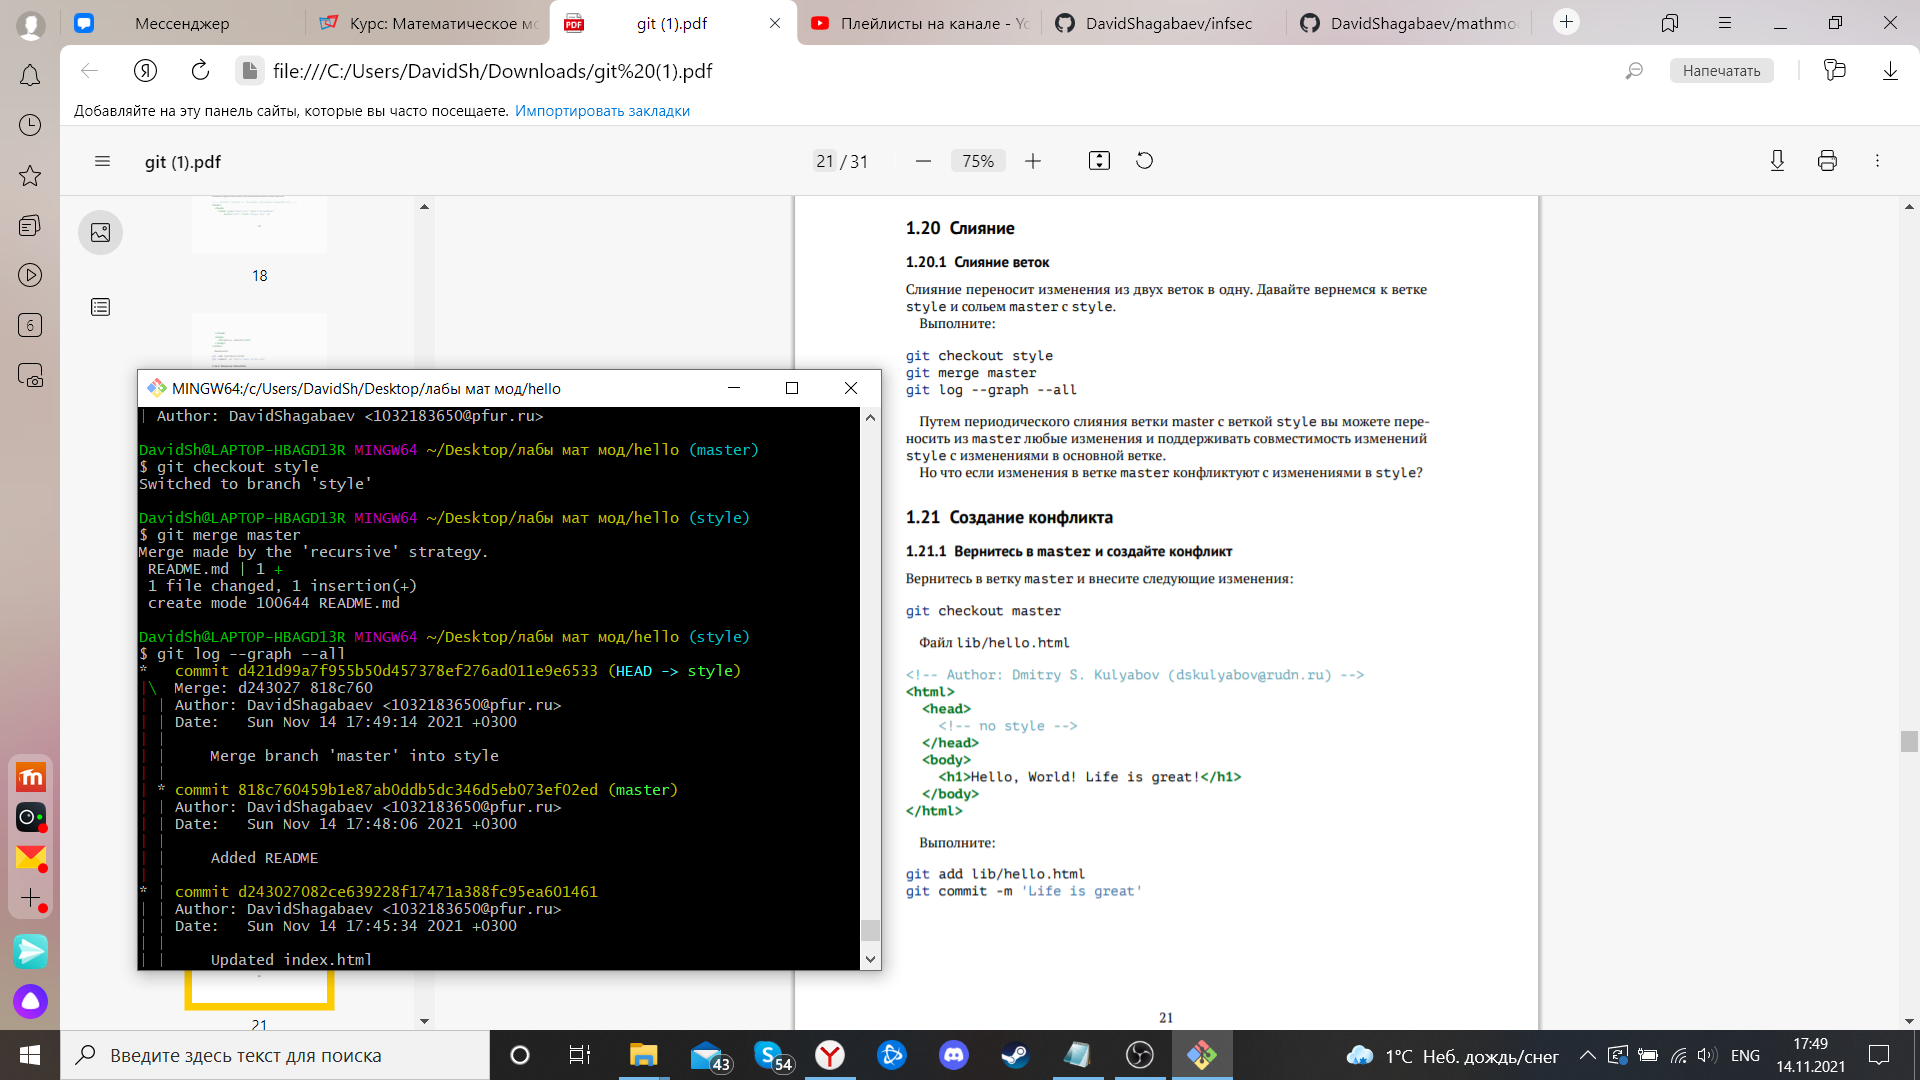 Мессенджер
Курс: Математическое мо
git (1).pdf
Плейлисты на канале - Yo
DavidShagabaev/infsec
DavidShagabaev/mathmod
file:///C:/Users/DavidSh/Downloads/git%20(1).pdf
Напечатать
Добавляйте на эту панель сайты, которые вы часто посещаете. Импортировать закладки
git (1).pdf
21 / 31
75%
18
21
6
MINGW64:/c/Users/DavidSh/Desktop/лабы мат мод/hello
| Author: DavidShagabaev <1032183650@pfur.ru>
DavidSh@LAPTOP-HBAGD13R MINGW64 ~/Desktop/лабы мат мод/hello (master)
$ git checkout style
Switched to branch 'style'
DavidSh@LAPTOP-HBAGD13R MINGW64 ~/Desktop/лабы мат мод/hello (style)
$ git merge master
Merge made by the 'recursive' strategy.
README.md | 1 +
1 file changed, 1 insertion(+)
create mode 100644 README.md
DavidSh@LAPTOP-HBAGD13R MINGW64 ~/Desktop/лабы мат мод/hello (style)
$ git log --graph --all
*   commit d421d99a7f955b50d457378ef276ad011e9e6533 (HEAD -> style)
|\  Merge: d243027 818c760
| | Author: DavidShagabaev <1032183650@pfur.ru>
| | Date:   Sun Nov 14 17:49:14 2021 +0300
| |
| |     Merge branch 'master' into style
| |
| * commit 818c760459b1e87ab0ddb5dc346d5eb073ef02ed (master)
| | Author: DavidShagabaev <1032183650@pfur.ru>
| | Date:   Sun Nov 14 17:48:06 2021 +0300
| |
| |     Added README
| |
* | commit d243027082ce639228f17471a388fc95ea601461
| | Author: DavidShagabaev <1032183650@pfur.ru>
| | Date:   Sun Nov 14 17:45:34 2021 +0300
| |
| |     Updated index.html
1.20 Слияние
1.20.1 Слияние веток
Слияние переносит изменения из двух веток в одну. Давайте вернемся к ветке
style и сольем master с style.
Выполните:
git checkout style
git merge master
git log --graph --all
Путем периодического слияния ветки master с веткой style вы можете пере-
носить из master любые изменения и поддерживать совместимость изменений
style с изменениями в основной ветке.
Но что если изменения в ветке master конфликтуют с изменениями в style?
1.21 Создание конфликта
1.21.1 Вернитесь в master и создайте конфликт
Вернитесь в ветку master и внесите следующие изменения:
git checkout master
Файл lib/hello.html
<!-- Author: Dmitry S. Kulyabov (dskulyabov@rudn.ru) -->
<html>
<head>
<!-- no style -->
</head>
<body>
<h1>Hello, World! Life is great!</h1>
</body>
</html>
Выполните:
git add lib/hello.html
git commit -m 'Life is great'
21
Введите здесь текст для поиска
43
54
1°C Неб. дождь/снег
ENG
17:49
14.11.2021